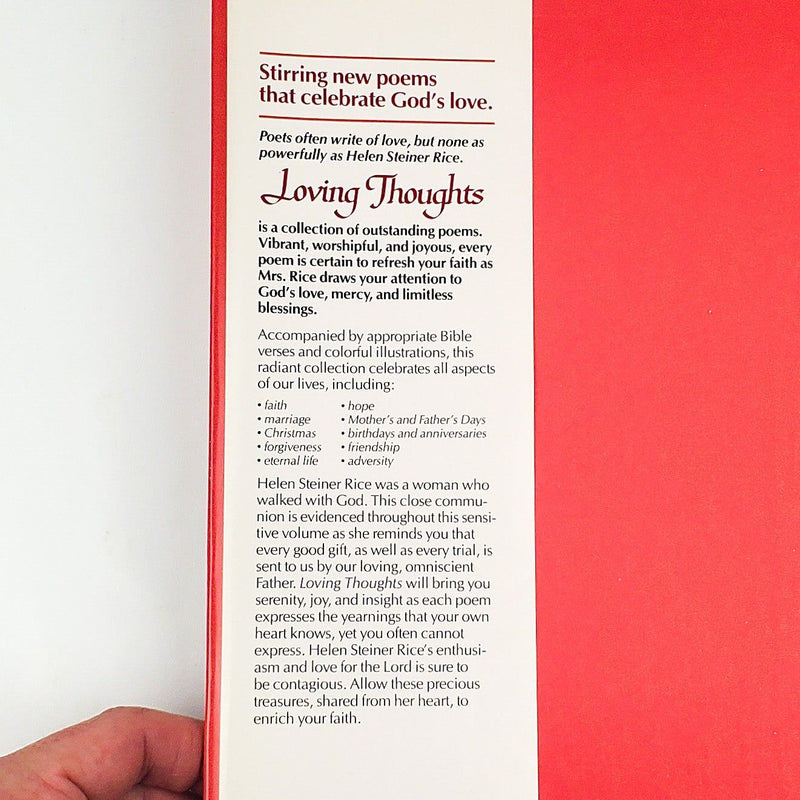 Stirring new poems
that celebrate God's love.
Poets often write of love, but none as
powerfully as Helen Steiner Rice.
Loving Thoughts
is a collection of outstanding poems.
Vibrant, worshipful, and joyous, every
poem is certain to refresh your faith as
Mrs. Rice draws your attention to
God's love, mercy, and limitless
blessings.
Accompanied by appropriate Bible
verses and colorful illustrations, this
radiant collection celebrates all aspects
of our lives, including:
• faith • hope
• marriage • Mother's and Father's Days
• Christmas • birthdays and anniversaries
• forgiveness • friendship
• eternal life • adversity
Helen Steiner Rice was a woman who
walked with God. This close commu-
nion is evidenced throughout this sensi-
tive volume as she reminds you that
every good gift, as well as every trial, is
sent to us by our loving, omniscient
Father. Loving Thoughts will bring you
serenity, joy, and insight as each poem
expresses the yearnings that your own
heart knows, yet you often cannot
express. Helen Steiner Rice's enthusi-
asm and love for the Lord is sure to
be contagious. Allow these precious
treasures, shared from her heart, to
enrich your faith.